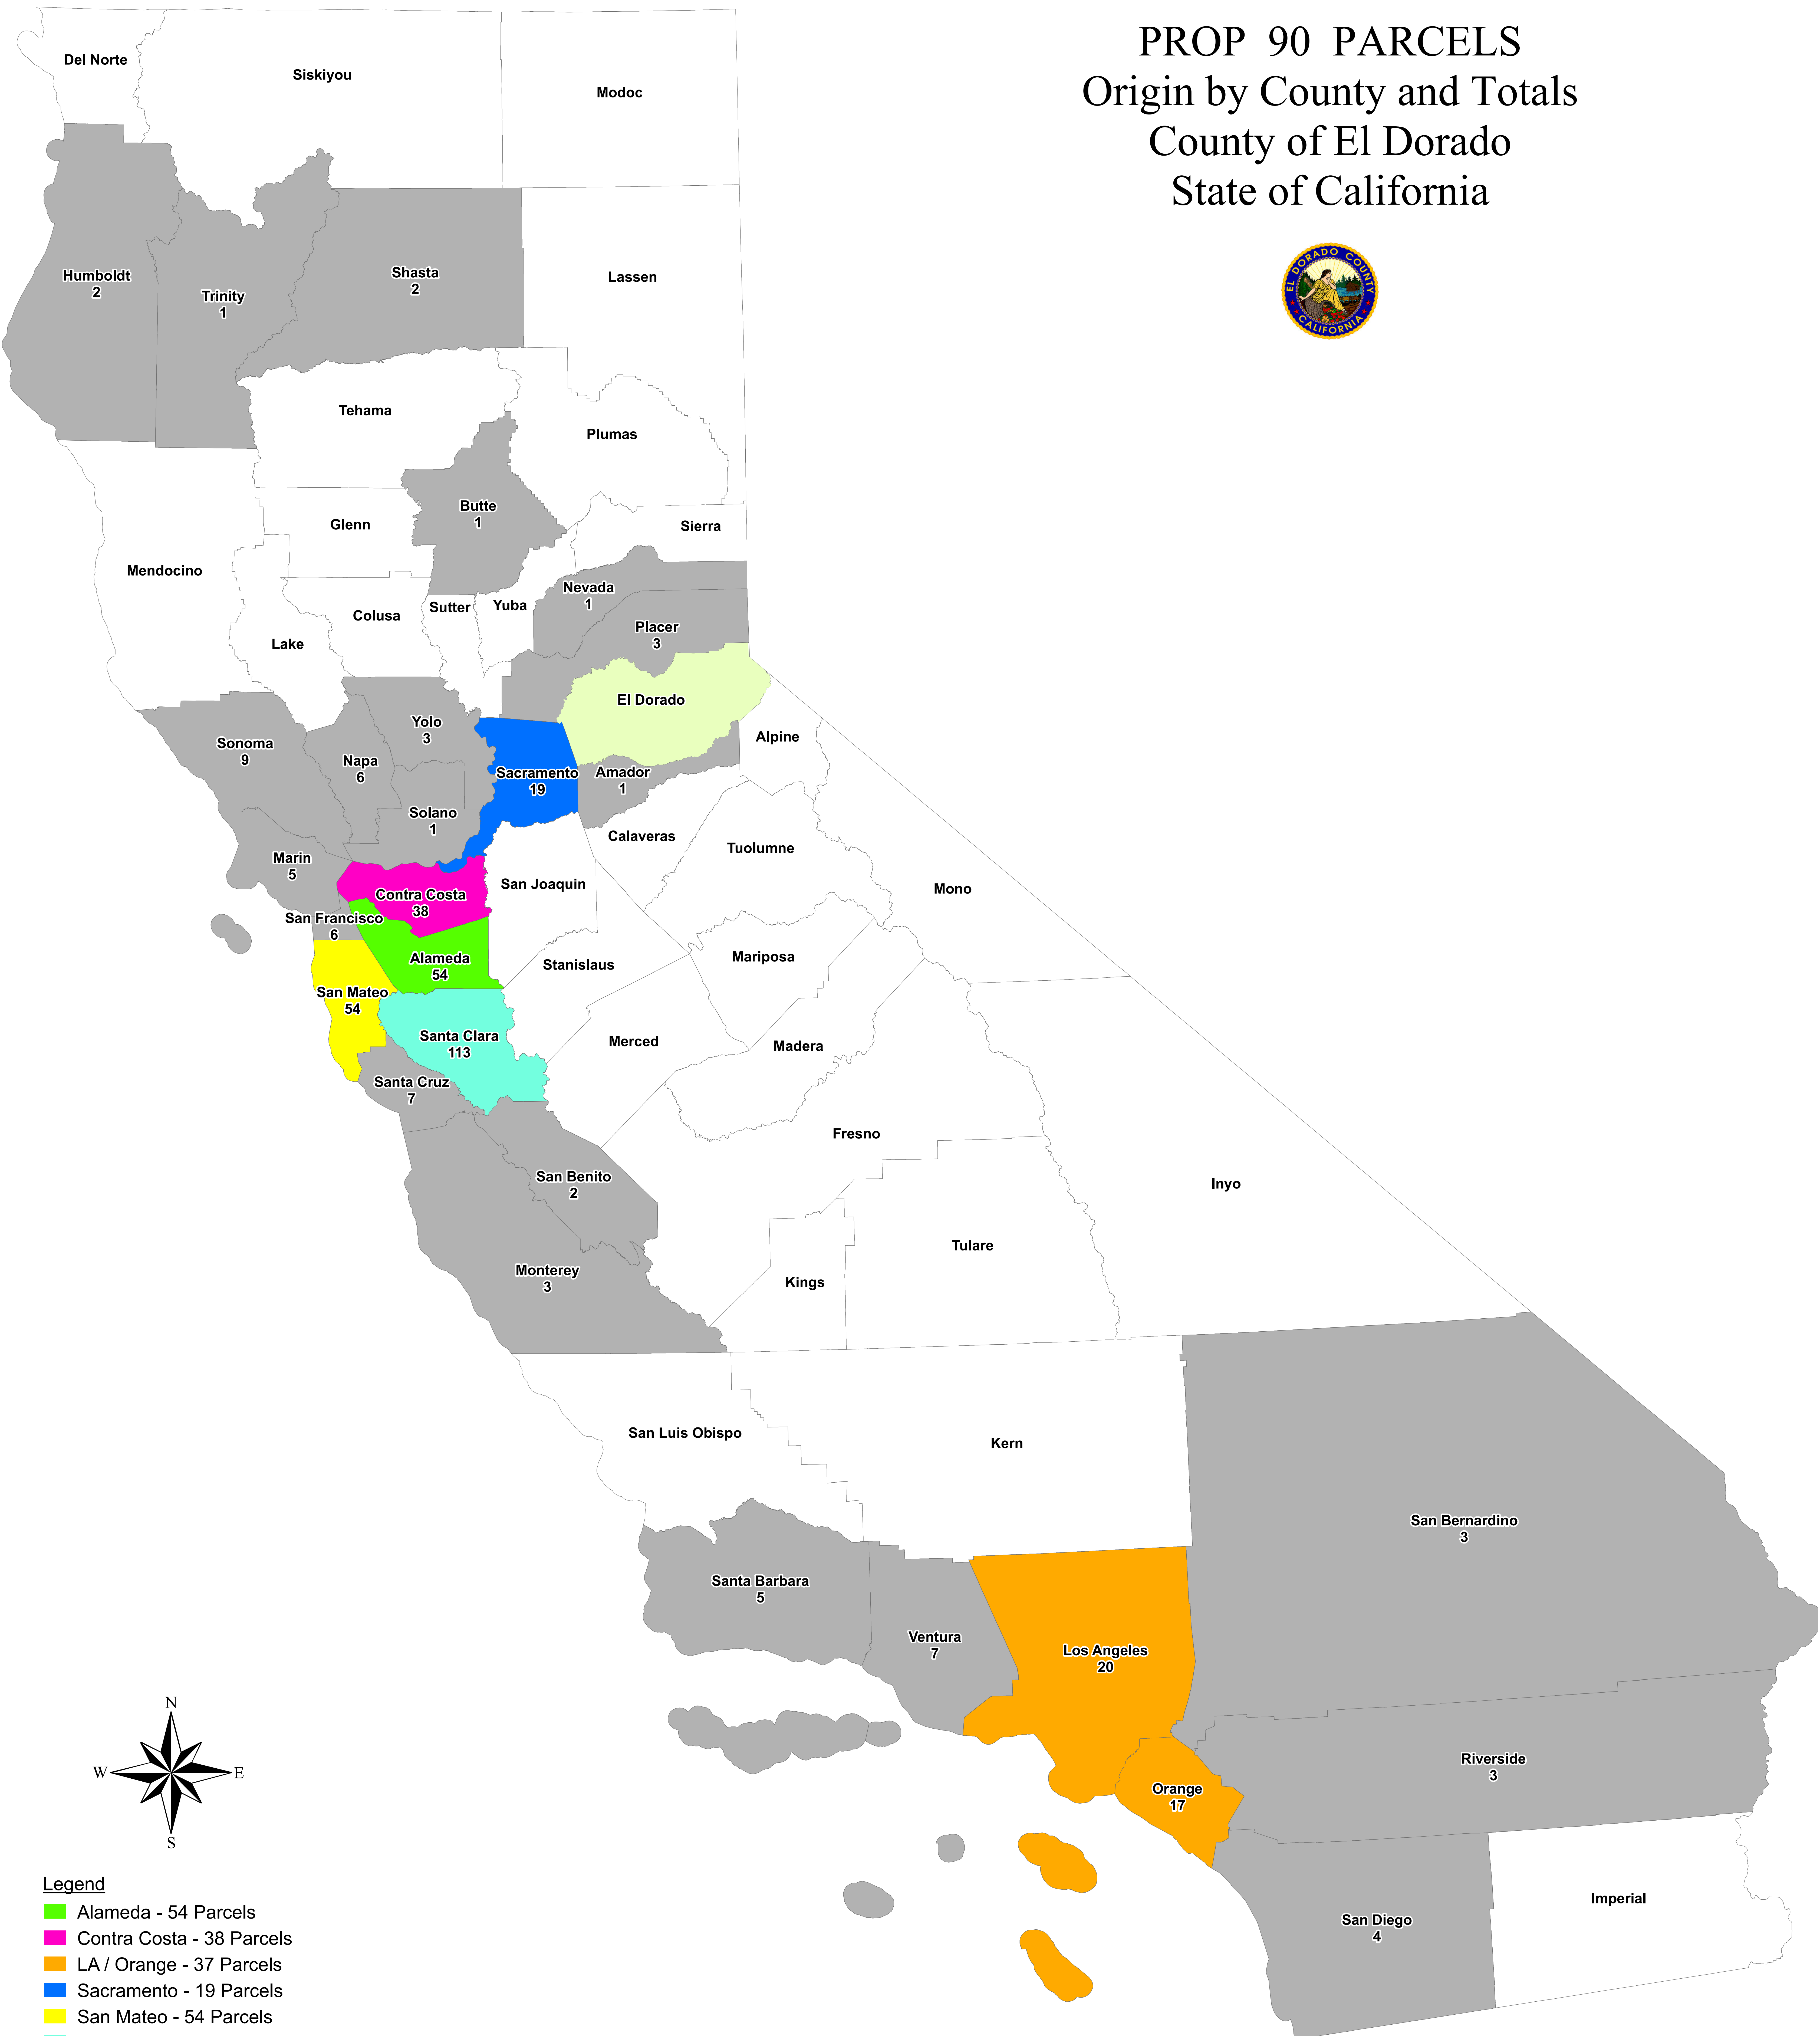 PROP 90 PARCELS
Origin by County and Totals
County of El Dorado
State of California
EL DORADO COUNTY
CALIFORNIA
Del Norte
Siskiyou
Modoc
Humboldt
2
Trinity
1
Shasta
2
Lassen
Tehama
Plumas
Butte
1
Glenn
Sierra
Mendocino
Nevada
1
Colusa
Sutter
Yuba
Lake
Placer
3
El Dorado
Yolo
3
Sonoma
9
Napa
6
Alpine
Sacramento
19
Amador
1
Solano
1
Calaveras
Tuolumne
Marin
5
Contra Costa
38
San Joaquin
Mono
San Francisco
6
Alameda
54
Stanislaus
Mariposa
San Mateo
54
Santa Clara
113
Merced
Madera
Santa Cruz
7
Fresno
San Benito
2
Inyo
Monterey
3
Tulare
Kings
San Luis Obispo
Kern
San Bernardino
3
Santa Barbara
5
Ventura
7
Los Angeles
20
Riverside
3
Orange
17
San Diego
4
Imperial
N
W
E
S
Legend
Alameda - 54 Parcels
Contra Costa - 38 Parcels
LA / Orange - 37 Parcels
Sacramento - 19 Parcels
San Mateo - 54 Parcels